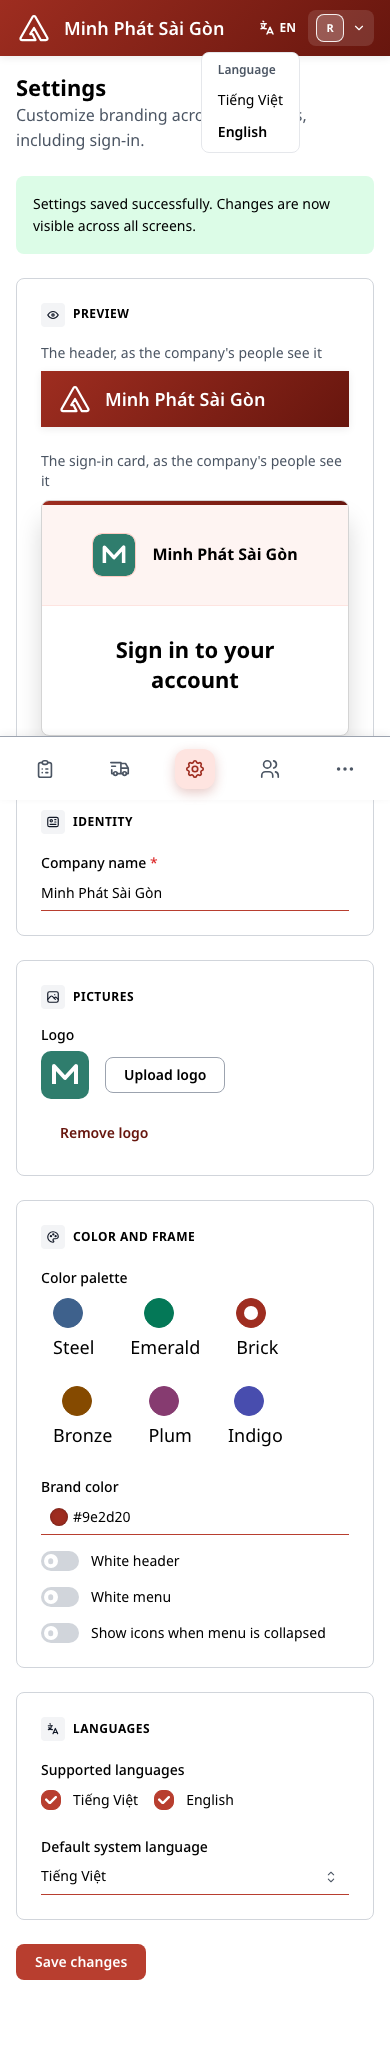 Minh Phát Sài Gòn
EN
R
Language
Tiếng Việt
English
Settings
Customize branding acro
including sign-in.
Settings saved successfully. Changes are now
visible across all screens.
PREVIEW
The header, as the company's people see it
Minh Phát Sài Gòn
The sign-in card, as the company's people see
it
M
Minh Phát Sài Gòn
Sign in to your
account
IDENTITY
Company name *
Minh Phát Sài Gòn
PICTURES
Logo
M
Upload logo
Remove logo
COLOR AND FRAME
Color palette
Steel
Emerald
Brick
Bronze
Plum
Indigo
Brand color
#9e2d20
White header
White menu
Show icons when menu is collapsed
LANGUAGES
Supported languages
Tiếng Việt
English
Default system language
Tiếng Việt
Save changes